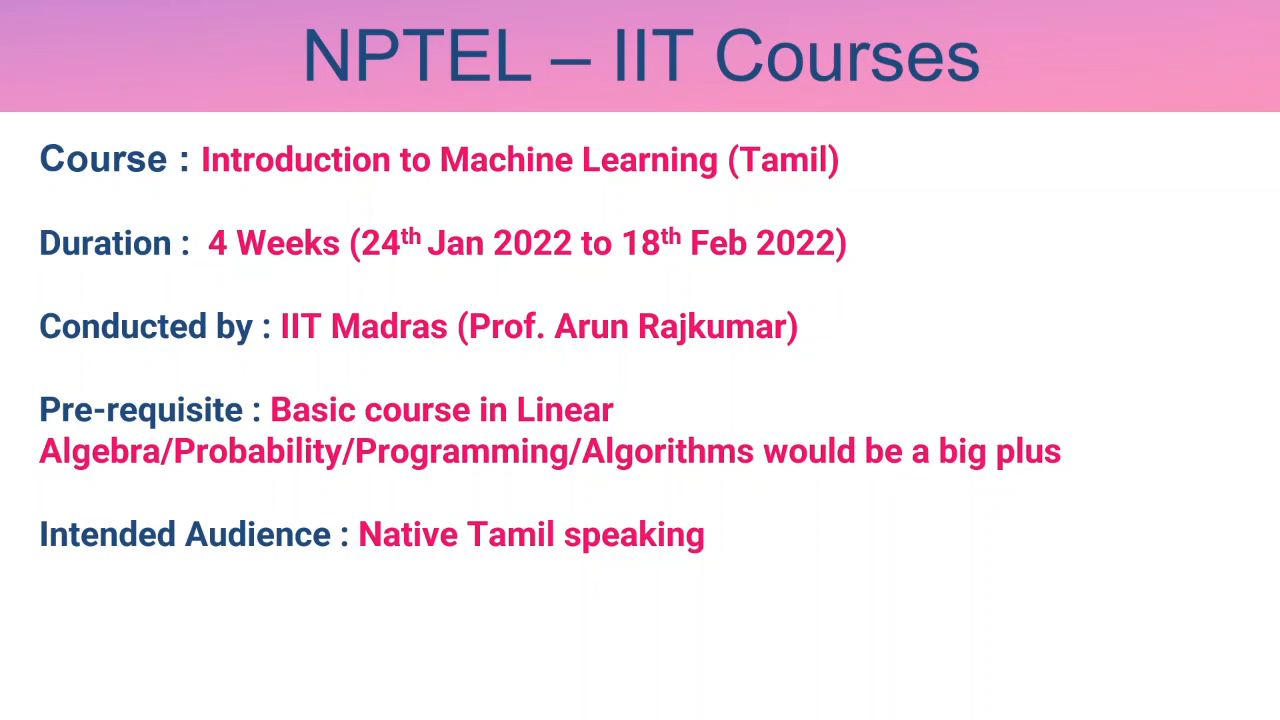 NPTEL – IIT Courses
Course : Introduction to Machine Learning (Tamil)
Duration :  4 Weeks (24th Jan 2022 to 18th Feb 2022)
Conducted by : IIT Madras (Prof. Arun Rajkumar)
Pre-requisite : Basic course in Linear
Algebra/Probability/Programming/Algorithms would be a big plus
Intended Audience : Native Tamil speaking